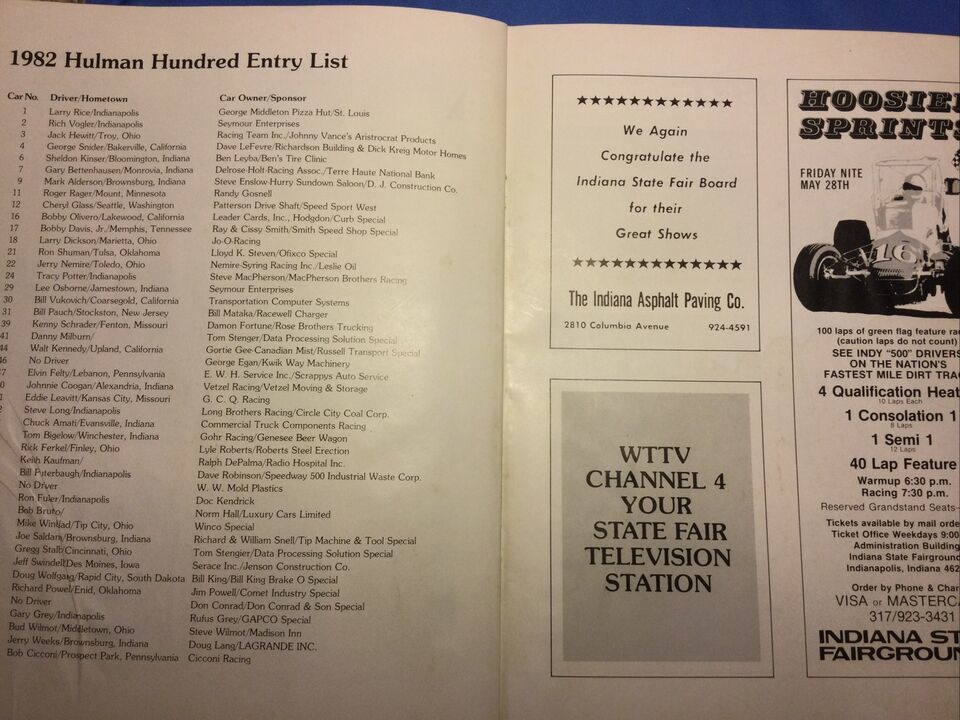 1982 Hulman Hundred Entry List
Car No. Driver/Hometown Car Owner/Sponsor
1 Larry Rice/Indianapolis George Middleton Pizza Hut/St. Louis
2 Rich Vogler/Indianapolis Seymour Enterprises
3 Jack Hewitt/Troy, Ohio Racing Team Inc./Johnny Vance's Aristrocrat Products
4 George Snider/Bakerville, California Dave LeFevre/Richardson Building & Dick Kreig Motor Homes
6 Sheldon Kinser/Bloomington, Indiana Ben Leyba/Ben's Tire Clinic
7 Gary Bettenhausen/Monrovia, Indiana Delrose-Holt-Racing Assoc./Terre Haute National Bank
9 Mark Alderson/Brownsburg, Indiana Steve Enslow-Hurry Sundown Saloon/D. J. Construction Co.
11 Roger Rager/Mount, Minnesota Randy Gosnell
12 Cheryl Glass/Seattle, Washington Patterson Drive Shaft/Speed Sport West
16 Bobby Olivero/Lakewood, California Leader Cards, Inc., Hodgdon/Curb Special
17 Bobby Davis, Jr./Memphis, Tennessee Ray & Cissy Smith/Smith Speed Shop Special
18 Larry Dickson/Marietta, Ohio Jo-O-Racing
21 Ron Shuman/Tulsa, Oklahoma Lloyd K. Steven/Ofixco Special
22 Jerry Nemire/Toledo, Ohio Nemire-Syring Racing Inc./Leslie Oil
24 Tracy Potter/Indianapolis Steve MacPherson/MacPherson Brothers Racing
29 Lee Osborne/Jamestown, Indiana Seymour Enterprises
30 Bill Vukovich/Coarsegold, California Transportation Computer Systems
31 Bill Pauch/Stockston, New Jersey Bill Mataka/Racewell Charger
39 Kenny Schrader/Fenton, Missouri Damon Fortune/Rose Brothers Trucking
41 Danny Milburn/ Tom Stenger/Data Processing Solution Special
44 Walt Kennedy/Upland, California Gortie Gee-Canadian Mist/Russell Transport Special
46 No Driver George Egan/Kwik Way Machinery
47 Elvin Felty/Lebanon, Pennsylvania E. W. H. Service Inc./Scrappys Auto Service
0 Johnnie Coogan/Alexandria, Indiana Vetzel Racing/Vetzel Moving & Storage
1 Eddie Leavitt/Kansas City, Missouri G. C. Q. Racing
2 Steve Long/Indianapolis Long Brothers Racing/Circle City Coal Corp.
Chuck Amati/Evansville, Indiana Commercial Truck Components Racing
Tom Bigelow/Winchester, Indiana Gohr Racing/Genesee Beer Wagon
Rick Ferkel/Finley, Ohio Lyle Roberts/Roberts Steel Erection
Keith Kaufman/ Ralph DePalma/Radio Hospital Inc.
Bill Puterbaugh/Indianapolis Dave Robinson/Speedway 500 Industrial Waste Corp.
No Driver W. W. Mold Plastics
Ron Fuler/Indianapolis Doc Kendrick
Bob Bruto/ Norm Hall/Luxury Cars Limited
Mike Winblad/Tip City, Ohio Winco Special
Joe Saldana/Brownsburg, Indiana Richard & William Snell/Tip Machine & Tool Special
Gregg Stalb/Cincinnati, Ohio Tom Stengier/Data Processing Solution Special
Jeff Swindell/Des Moines, Iowa Serace Inc./Jenson Construction Co.
Doug Wolfgang/Rapid City, South Dakota Bill King/Bill King Brake O Special
Richard Powel/Enid, Oklahoma Jim Powell/Comet Industry Special
No Driver Don Conrad/Don Conrad & Son Special
Gary Grey/Indianapolis Rufus Grey/GAPCO Special
Bud Wilmot/Middletown, Ohio Steve Wilmot/Madison Inn
Jerry Weeks/Brownsburg, Indiana Doug Lang/LAGRANDE INC.
Bob Cicconi/Prospect Park, Pennsylvania Cicconi Racing
We Again
Congratulate the
Indiana State Fair Board
for their
Great Shows
The Indiana Asphalt Paving Co.
2810 Columbia Avenue 924-4591
WTTV
CHANNEL 4
YOUR
STATE FAIR
TELEVISION
STATION
HOOSIE
SPRINTS
FRIDAY NITE
MAY 28TH
16
100 laps of green flag feature ra
(caution laps do not count)
SEE INDY "500" DRIVERS
ON THE NATION'S
FASTEST MILE DIRT TRAC
4 Qualification Heat
10 Laps Each
1 Consolation 1
8 Laps
1 Semi 1
12 Laps
40 Lap Feature
Warmup 6:30 p.m.
Racing 7:30 p.m.
Reserved Grandstand Seats-
Tickets available by mail orde
Ticket Office Weekdays 9:00
Administration Building
Indiana State Fairground
Indianapolis, Indiana 462
Order by Phone & Char
VISA or MASTERCA
317/923-3431
INDIANA ST
FAIRGROUN